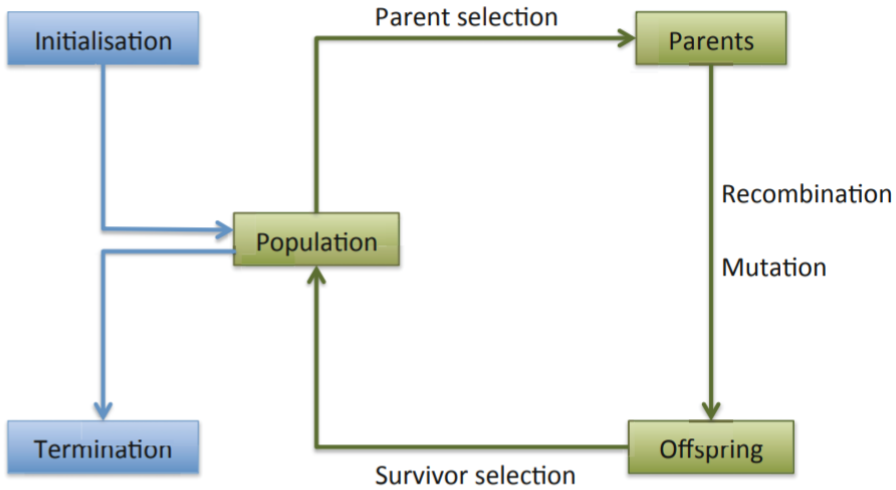 Parent selection
Initialisation
Parents
Recombination
Population
Mutation
Termination
Offspring
Survivor selection